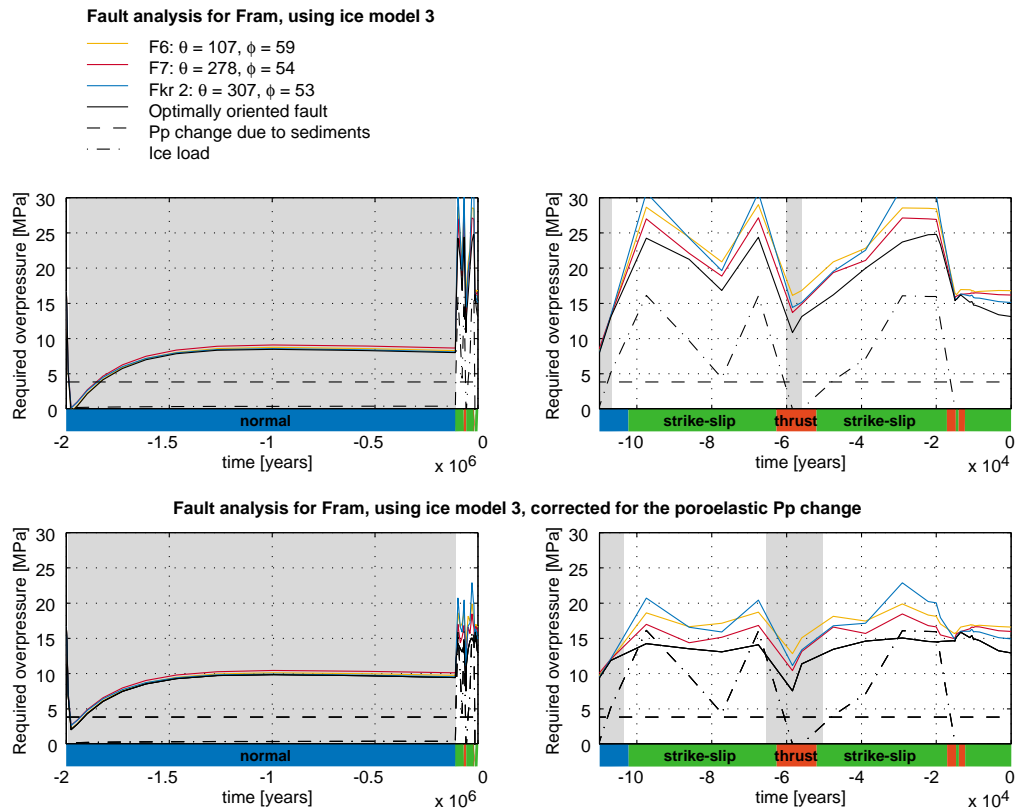 Fault analysis for Fram, using ice model 3
F6: θ = 107, ϕ = 59
F7: θ = 278, ϕ = 54
Fkr 2: θ = 307, ϕ = 53
Optimally oriented fault
Pp change due to sediments
Ice load
Required overpressure [MPa]
30
25
20
15
10
5
0
normal
-2
-1.5
-1
-0.5
0
time [years]
x 10^6
Required overpressure [MPa]
30
25
20
15
10
5
0
strike-slip
thrust
strike-slip
-10
-8
-6
-4
-2
0
time [years]
x 10^4
Fault analysis for Fram, using ice model 3, corrected for the poroelastic Pp change
Required overpressure [MPa]
30
25
20
15
10
5
0
normal
-2
-1.5
-1
-0.5
0
time [years]
x 10^6
Required overpressure [MPa]
30
25
20
15
10
5
0
strike-slip
thrust
strike-slip
-10
-8
-6
-4
-2
0
time [years]
x 10^4